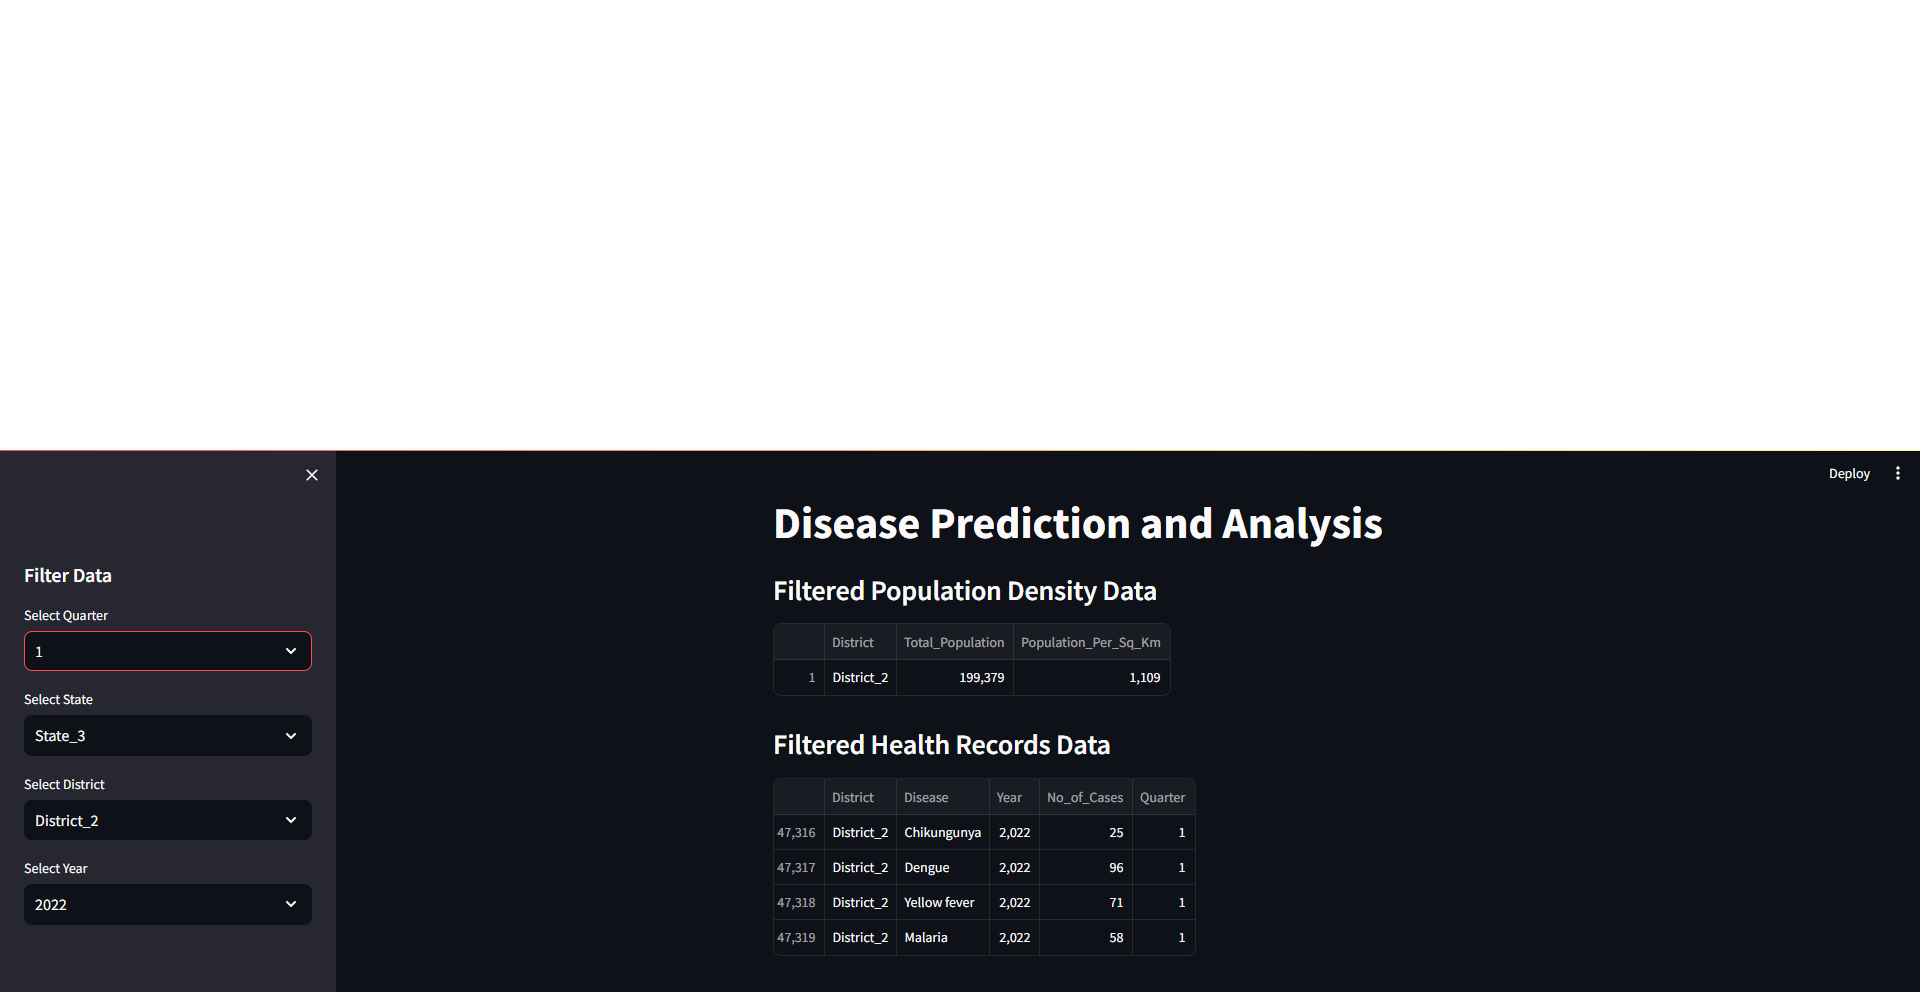 Deploy
Filter Data
Select Quarter
1
Select State
State_3
Select District
District_2
Select Year
2022
Disease Prediction and Analysis
Filtered Population Density Data
District Total_Population Population_Per_Sq_Km
1 District_2 199,379 1,109
Filtered Health Records Data
District Disease Year No_of_Cases Quarter
47,316 District_2 Chikungunya 2,022 25 1
47,317 District_2 Dengue 2,022 96 1
47,318 District_2 Yellow fever 2,022 71 1
47,319 District_2 Malaria 2,022 58 1